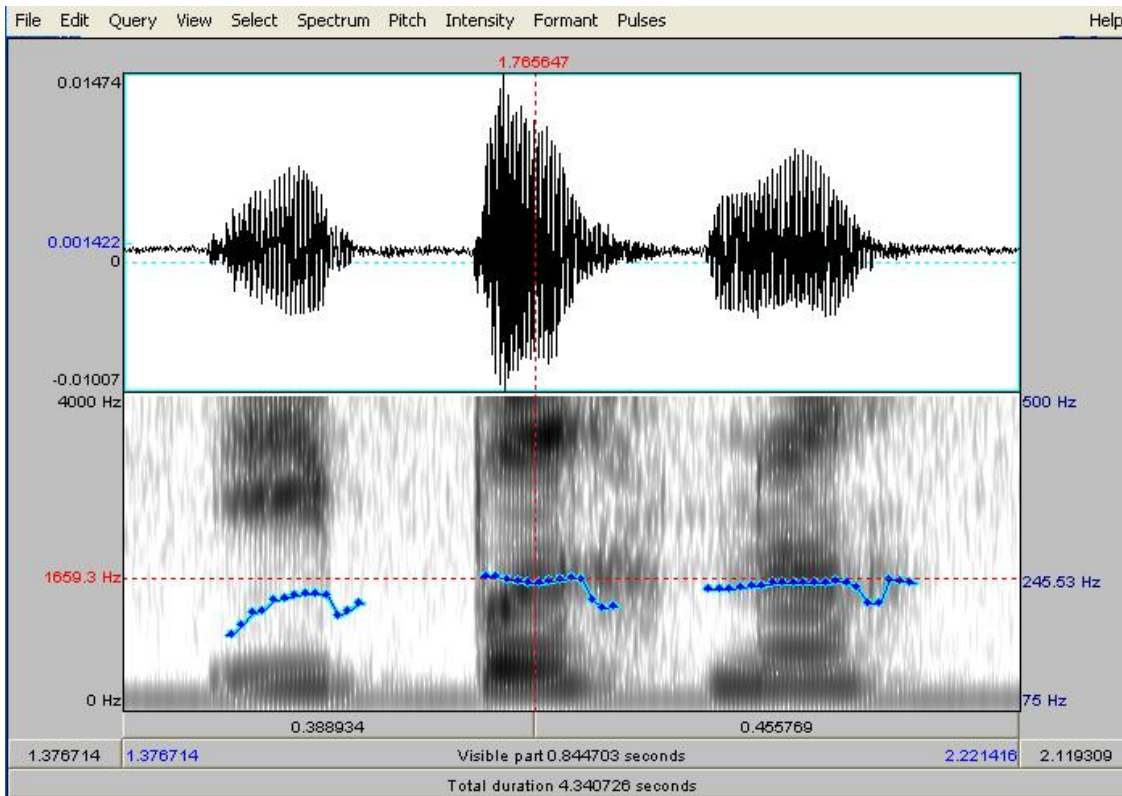 File Edit Query View Select Spectrum Pitch Intensity Formant Pulses Help
1.765647
0.01474
0.001422
0
-0.01007
4000 Hz 500 Hz
1659.3 Hz 245.53 Hz
0 Hz 75 Hz
0.388934 0.455769
1.376714 1.376714 Visible part 0.844703 seconds 2.221416 2.119309
Total duration 4.340726 seconds